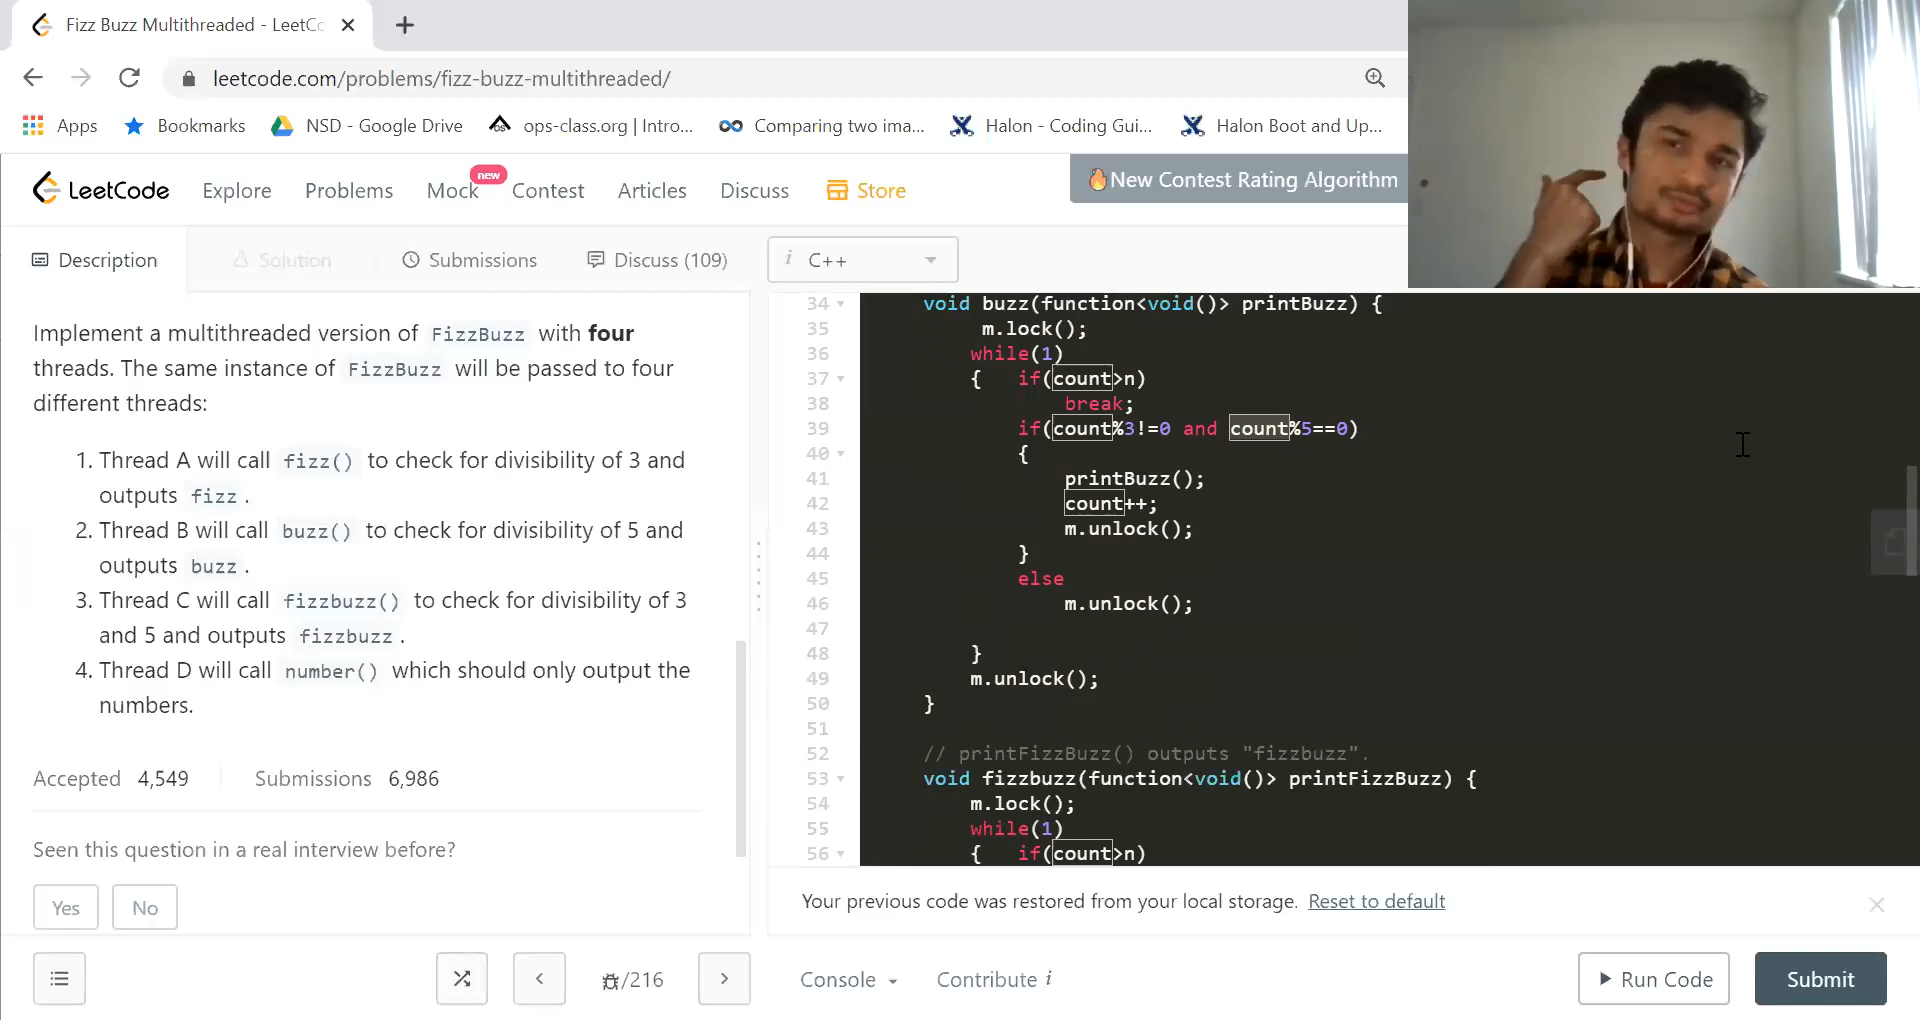 Fizz Buzz Multithreaded - LeetCo
leetcode.com/problems/fizz-buzz-multithreaded/
Apps Bookmarks NSD - Google Drive ops-class.org | Intro... Comparing two ima... Halon - Coding Gui... Halon Boot and Up...
LeetCode Explore Problems Mock new Contest Articles Discuss Store
🔥New Contest Rating Algorithm
Description Solution Submissions Discuss (109)
i C++
Implement a multithreaded version of FizzBuzz with four
threads. The same instance of FizzBuzz will be passed to four
different threads:
1. Thread A will call fizz() to check for divisibility of 3 and
outputs fizz .
2. Thread B will call buzz() to check for divisibility of 5 and
outputs buzz .
3. Thread C will call fizzbuzz() to check for divisibility of 3
and 5 and outputs fizzbuzz .
4. Thread D will call number() which should only output the
numbers.
Accepted 4,549 Submissions 6,986
Seen this question in a real interview before?
Yes No
34 void buzz(function<void()> printBuzz) {
35 m.lock();
36 while(1)
37 { if(count>n)
38 break;
39 if(count%3!=0 and count%5==0)
40 {
41 printBuzz();
42 count++;
43 m.unlock();
44 }
45 else
46 m.unlock();
47
48 }
49 m.unlock();
50 }
51
52 // printFizzBuzz() outputs "fizzbuzz".
53 void fizzbuzz(function<void()> printFizzBuzz) {
54 m.lock();
55 while(1)
56 { if(count>n)
Your previous code was restored from your local storage. Reset to default
/216
Console Contribute i
Run Code Submit